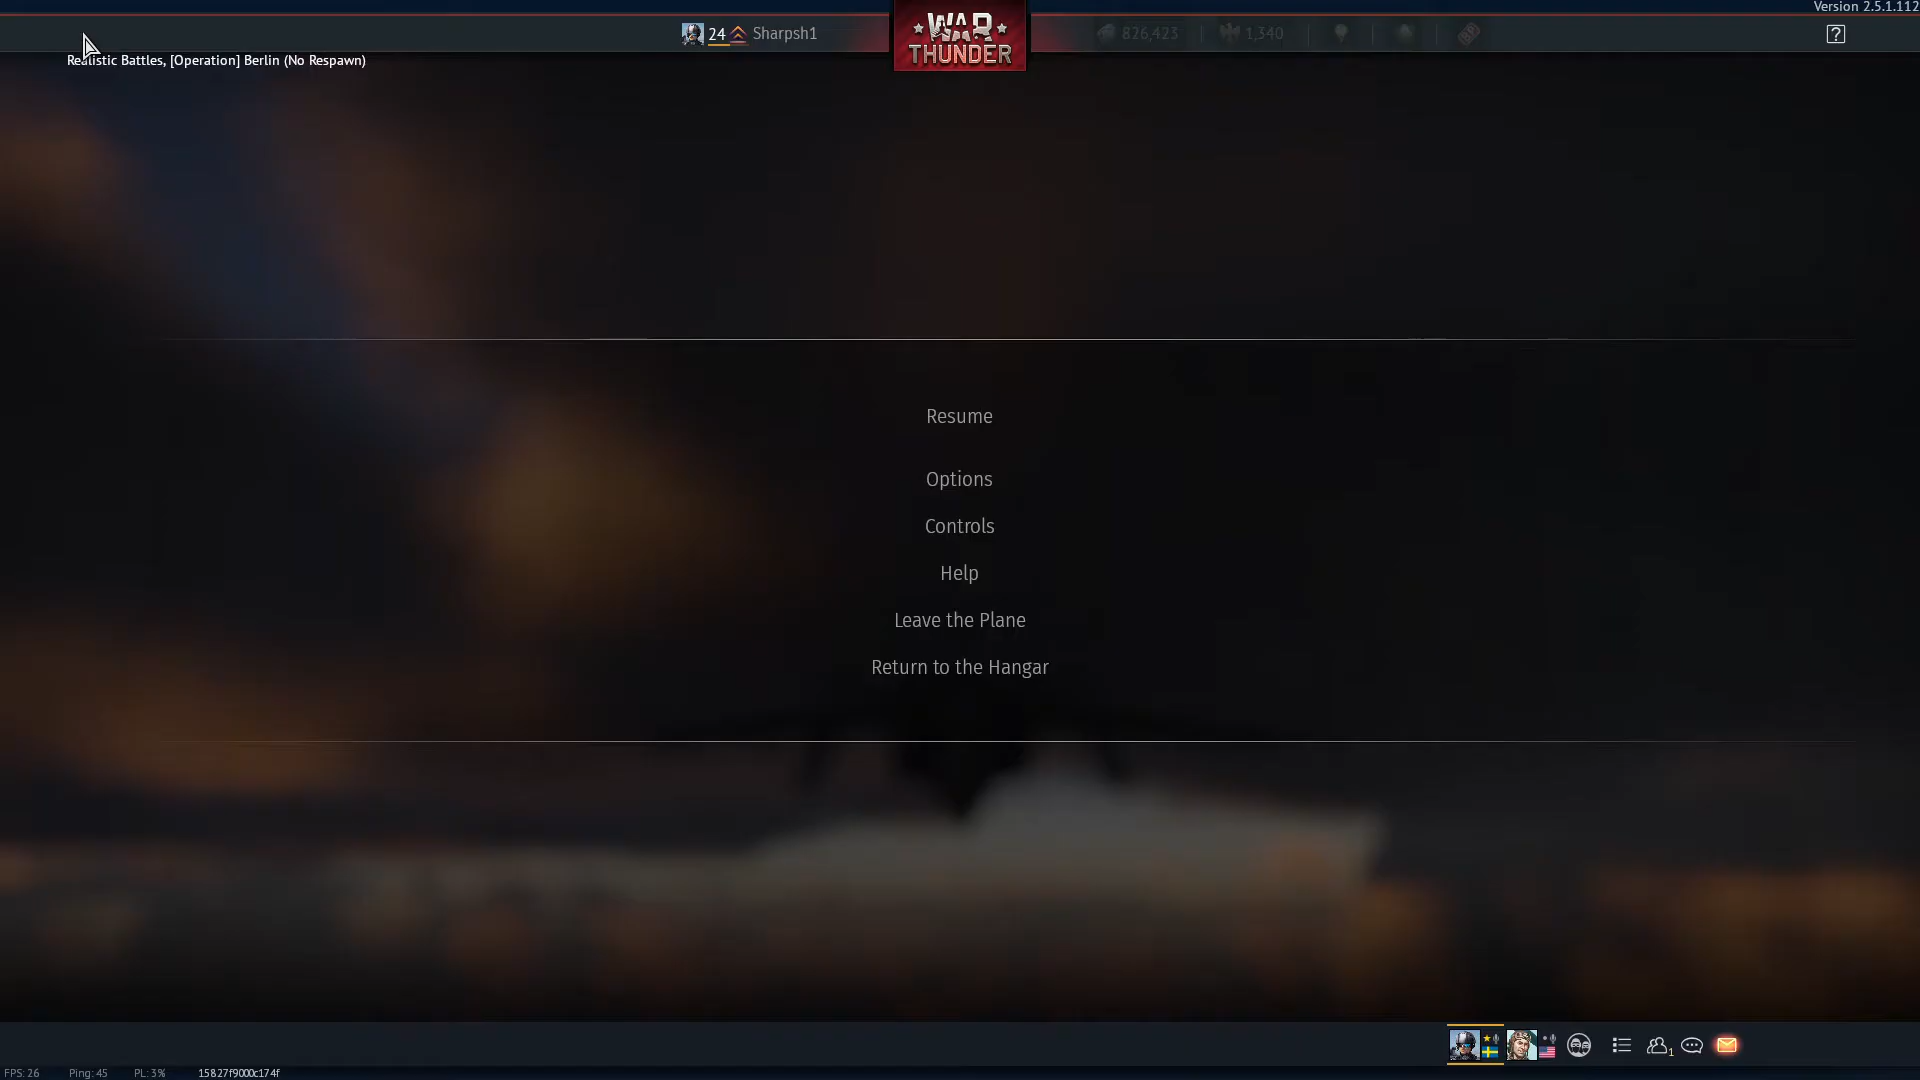 Version 2.5.1.112
24 Sharpsh1
WAR THUNDER
826,423
1,340
?
Realistic Battles, [Operation] Berlin (No Respawn)
Resume
Options
Controls
Help
Leave the Plane
Return to the Hangar
1
FPS: 26 Ping: 45 PL: 3% 15827f9000c174f